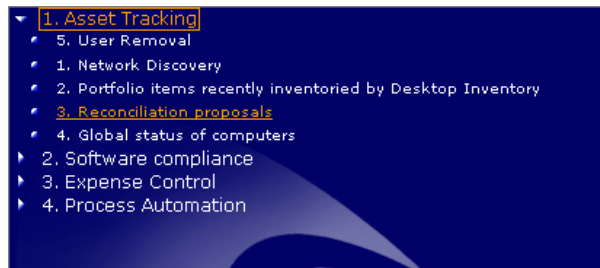 1. Asset Tracking
5. User Removal
1. Network Discovery
2. Portfolio items recently inventoried by Desktop Inventory
3. Reconciliation proposals
4. Global status of computers
2. Software compliance
3. Expense Control
4. Process Automation